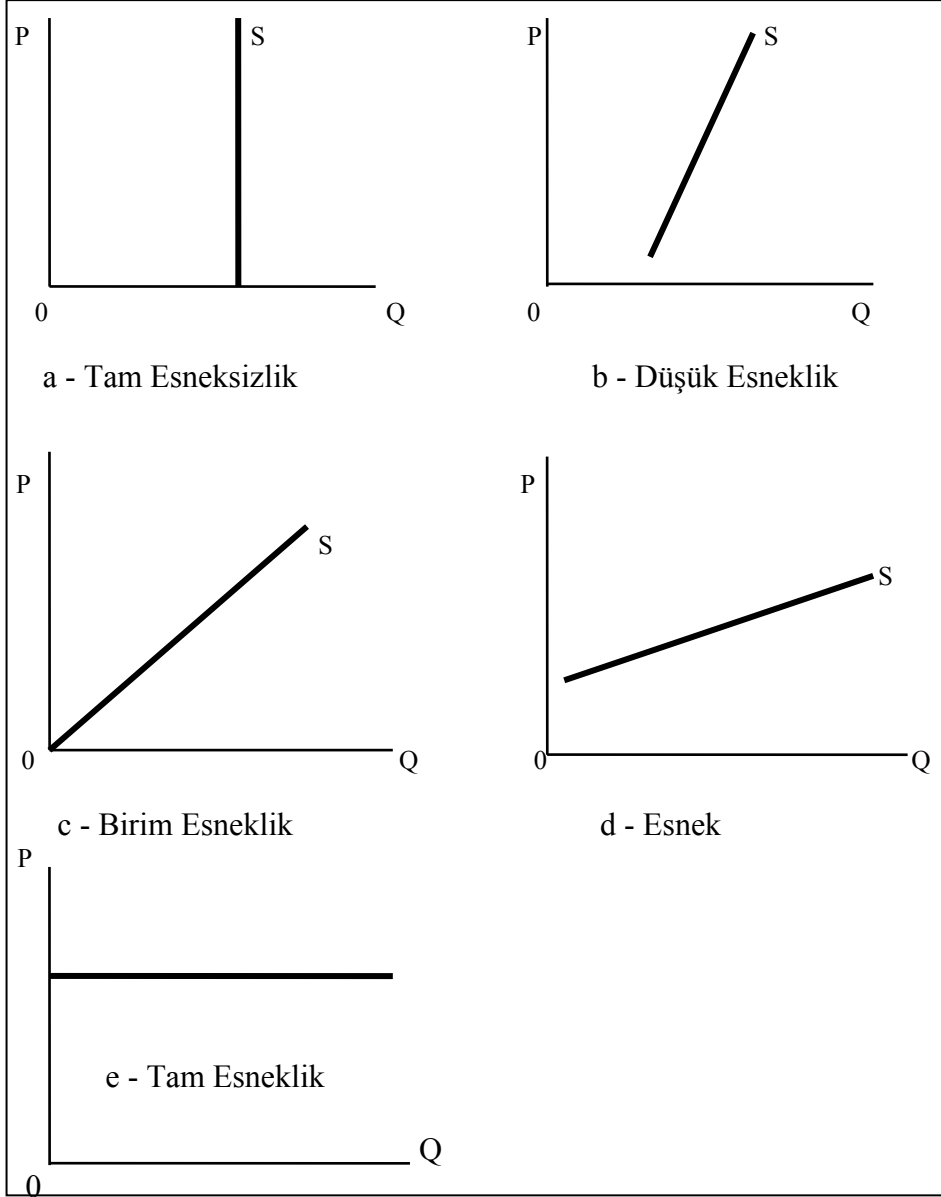 P
S
0
Q
a - Tam Esneksizlik
P
S
0
Q
b - Düşük Esneklik
P
S
0
Q
c - Birim Esneklik
P
S
0
Q
d - Esnek
P
e - Tam Esneklik
Q
0